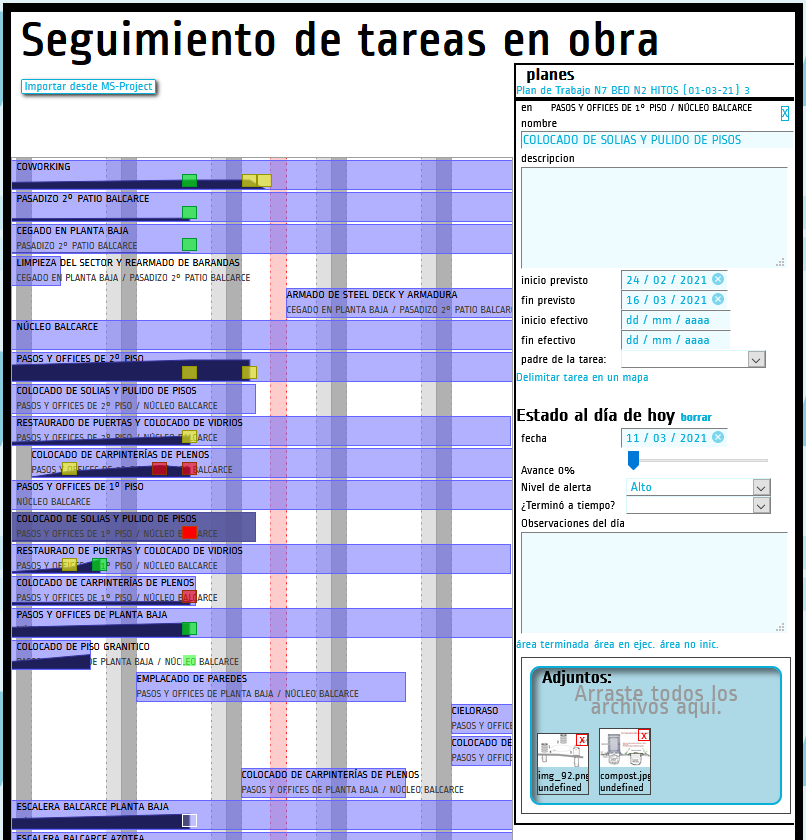 Seguimiento de tareas en obra
Importar desde MS-Project
COWORKING
PASADIZO 2º PATIO BALCARCE
CEGADO EN PLANTA BAJA
PASADIZO 2º PATIO BALCARCE
LIMPIEZA DEL SECTOR Y REARMADO DE BARANDAS
CEGADO EN PLANTA BAJA / PASADIZO 2º PATIO BALCARCE
ARMADO DE STEEL DECK Y ARMADURA
CEGADO EN PLANTA BAJA / PASADIZO 2º PATIO BALCAR
NÚCLEO BALCARCE
PASOS Y OFFICES DE 2º PISO
COLOCADO DE SOLIAS Y PULIDO DE PISOS
PASOS Y OFFICES DE 2º PISO / NÚCLEO BALCARCE
RESTAURADO DE PUERTAS Y COLOCADO DE VIDRIOS
PASOS Y OFFICES DE 2º PISO / NÚCLEO BALCARCE
COLOCADO DE CARPINTERÍAS DE PLENOS
PASOS Y OFFICES DE 2º PISO / NÚCLEO BALCARCE
PASOS Y OFFICES DE 1º PISO
NÚCLEO BALCARCE
COLOCADO DE SOLIAS Y PULIDO DE PISOS
PASOS Y OFFICES DE 1º PISO / NÚCLEO BALCARCE
RESTAURADO DE PUERTAS Y COLOCADO DE VIDRIOS
PASOS Y OFFICES DE 1º PISO / NÚCLEO BALCARCE
COLOCADO DE CARPINTERÍAS DE PLENOS
PASOS Y OFFICES DE 1º PISO / NÚCLEO BALCARCE
PASOS Y OFFICES DE PLANTA BAJA
COLOCADO DE PISO GRANITICO
DE PLANTA BAJA / NÚCLEO BALCARCE
EMPLACADO DE PAREDES
PASOS Y OFFICES DE PLANTA BAJA / NÚCLEO BALCARCE
CIELORASO
PASOS Y OFFICE
COLOCADO DE
PASOS Y OFFICE
COLOCADO DE CARPINTERÍAS DE PLENOS
PASOS Y OFFICES DE PLANTA BAJA / NÚCLEO BALCARCE
ESCALERA BALCARCE PLANTA BAJA
ESCALERA BALCARCE AZOTEA
planes
Plan de Trabajo N7 BED N2 HITOS (01-03-21) 3
en PASOS Y OFFICES DE 1º PISO / NÚCLEO BALCARCE X
nombre
COLOCADO DE SOLIAS Y PULIDO DE PISOS
descripcion
inicio previsto 24 / 02 / 2021
fin previsto 16 / 03 / 2021
inicio efectivo dd / mm / aaaa
fin efectivo dd / mm / aaaa
padre de la tarea:
Delimitar tarea en un mapa
Estado al día de hoy borrar
fecha 11 / 03 / 2021
Avance 0%
Nivel de alerta Alto
¿Terminó a tiempo?
Observaciones del día
área terminada área en ejec. área no inic.
Adjuntos:
Arraste todos los
archivos aquí.
X X
img_92.png compost.jpg
undefined undefined